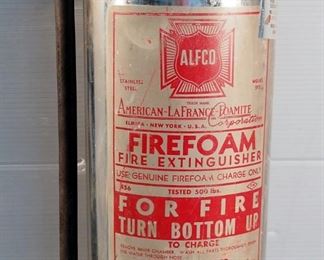 ALFCO
TRADE MARK
STAINLESS
STEEL
MODEL
AMERICAN-LAFRANCE-FOAMITE
Corporation
ELMIRA · NEW YORK · U.S.A.
FIREFOAM
FIRE EXTINGUISHER
USE GENUINE FIREFOAM CHARGE ONLY
TESTED 500 lbs.
FOR FIRE
TURN BOTTOM UP
TO CHARGE